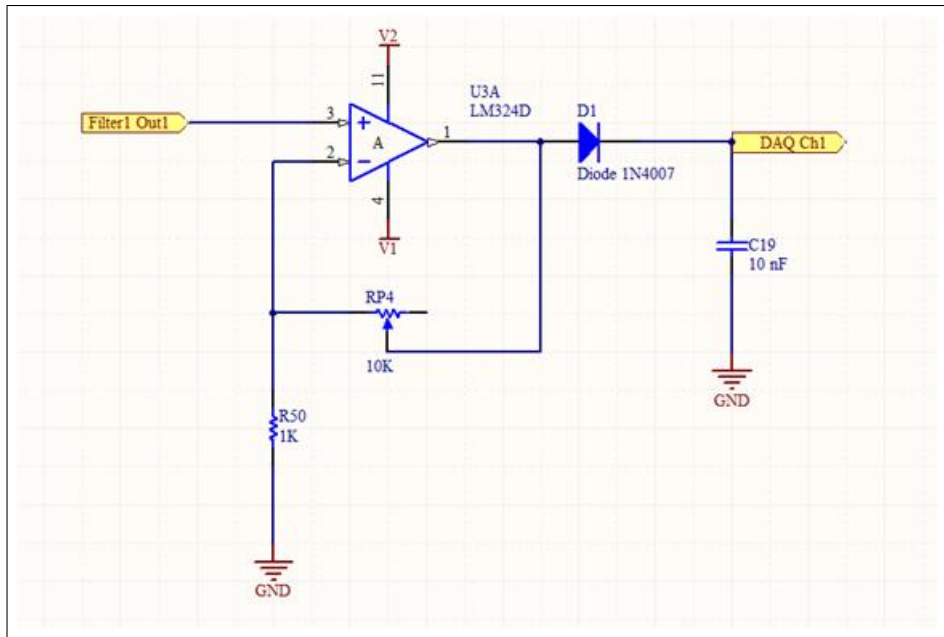 V2
11
U3A
LM324D
Filter1 Out1
3
+
A
1
2
−
4
V1
D1
Diode 1N4007
DAQ Ch1
C19
10 nF
GND
RP4
10K
R50
1K
GND